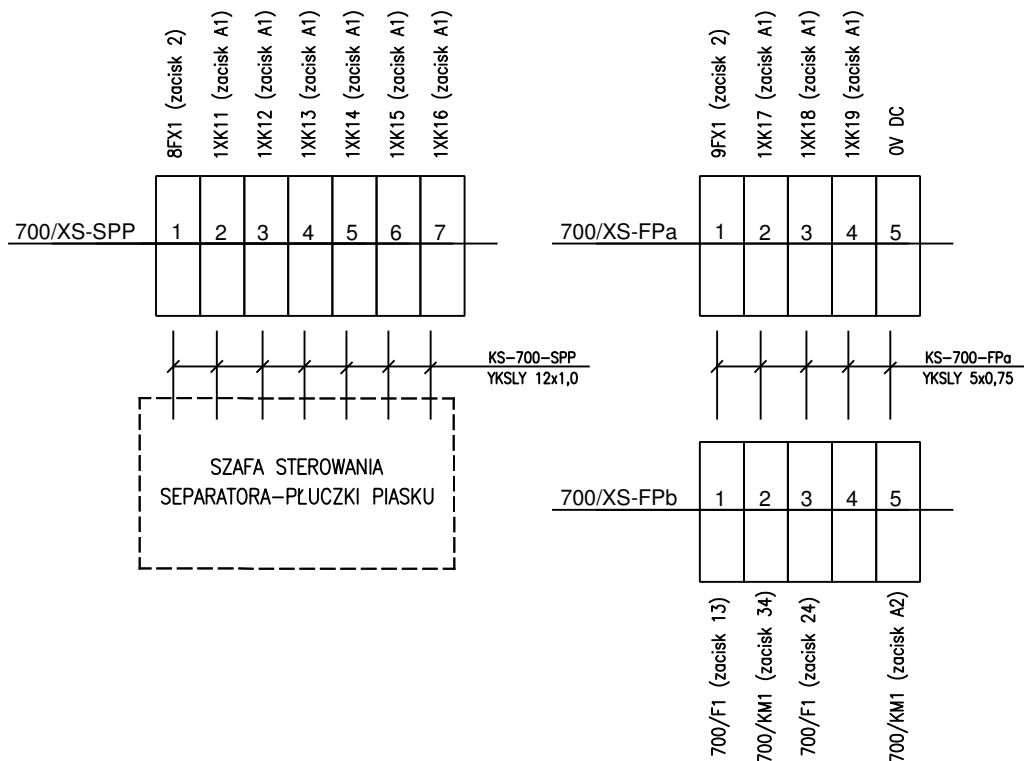 8FX1 (zacisk 2)
1XK11 (zacisk A1)
1XK12 (zacisk A1)
1XK13 (zacisk A1)
1XK14 (zacisk A1)
1XK15 (zacisk A1)
1XK16 (zacisk A1)
700/XS-SPP 1 2 3 4 5 6 7
KS-700-SPP
YKSLY 12x1,0
SZAFA STEROWANIA
SEPARATORA-PŁUCZKI PIASKU
9FX1 (zacisk 2)
1XK17 (zacisk A1)
1XK18 (zacisk A1)
1XK19 (zacisk A1)
0V DC
700/XS-FPa 1 2 3 4 5
KS-700-FPa
YKSLY 5x0,75
700/XS-FPb 1 2 3 4 5
700/F1 (zacisk 13)
700/KM1 (zacisk 34)
700/F1 (zacisk 24)
700/KM1 (zacisk A2)